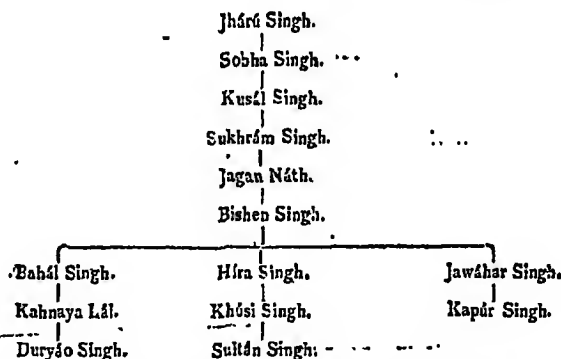 Jhárú Singh.
Sobha Singh.
Kusál Singh.
Sukhrám Singh.
Jagan Náth.
Bishen Singh.
Bahál Singh. Híra Singh. Jawáhar Singh.
Kahnaya Lál. Khúsi Singh. Kapúr Singh.
Duryáo Singh. Sultán Singh.